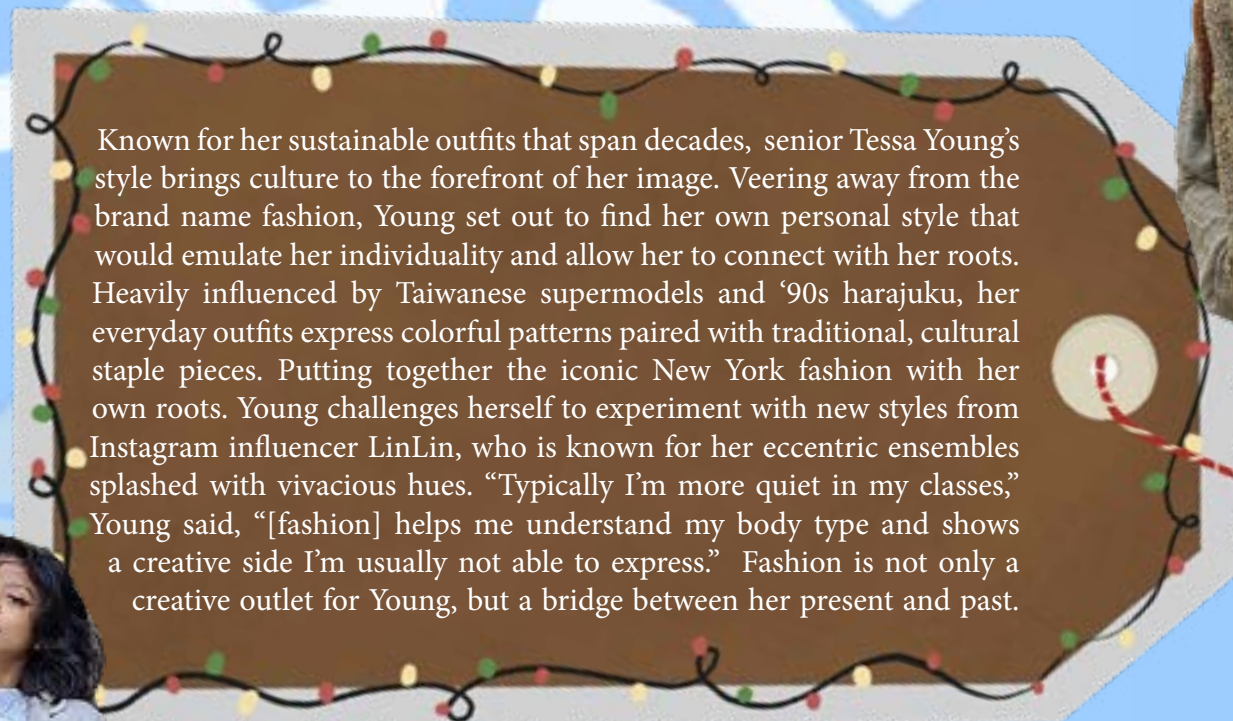 Known for her sustainable outfits that span decades, senior Tessa Young’s
style brings culture to the forefront of her image. Veering away from the
brand name fashion, Young set out to find her own personal style that
would emulate her individuality and allow her to connect with her roots.
Heavily influenced by Taiwanese supermodels and ‘90s harajuku, her
everyday outfits express colorful patterns paired with traditional, cultural
staple pieces. Putting together the iconic New York fashion with her
own roots. Young challenges herself to experiment with new styles from
Instagram influencer LinLin, who is known for her eccentric ensembles
splashed with vivacious hues. “Typically I’m more quiet in my classes,”
Young said, “[fashion] helps me understand my body type and shows
a creative side I’m usually not able to express.” Fashion is not only a
creative outlet for Young, but a bridge between her present and past.